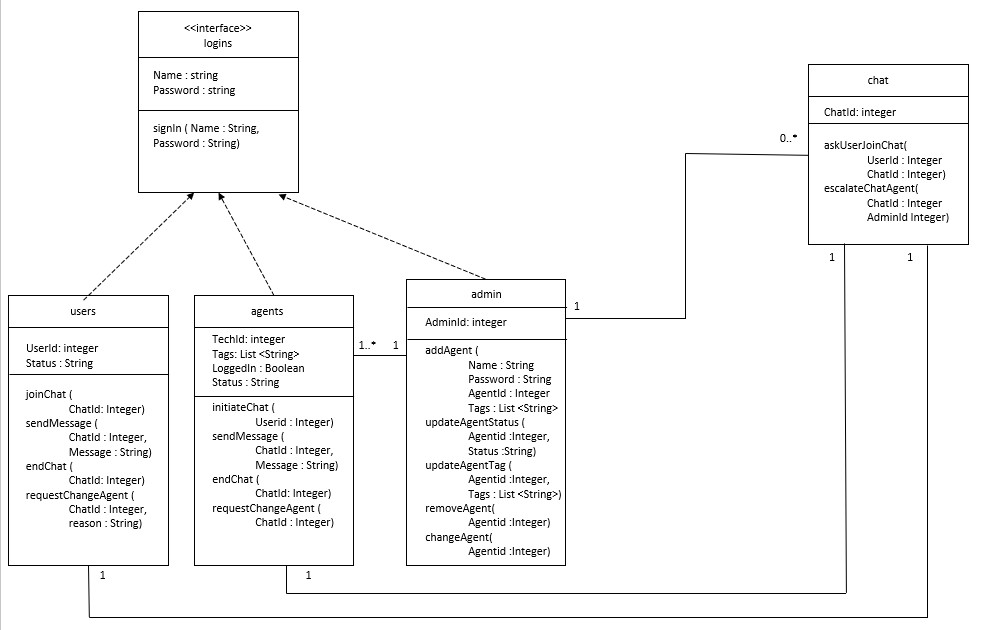 <<interface>>
logins
Name : string
Password : string
signIn ( Name : String,
Password : String)
chat
ChatId: integer
askUserJoinChat(
UserId : Integer
ChatId : Integer)
escalateChatAgent(
ChatId : Integer
AdminId Integer)
0..*
1
1
users
UserId: integer
Status : String
joinChat (
ChatId: Integer)
sendMessage (
ChatId : Integer,
Message : String)
endChat (
ChatId: Integer)
requestChangeAgent (
ChatId : Integer,
reason : String)
1
agents
TechId: integer
Tags: List <String>
LoggedIn : Boolean
Status : String
initiateChat (
Userid : Integer)
sendMessage (
ChatId : Integer,
Message : String)
endChat (
ChatId: Integer)
requestChangeAgent (
ChatId : Integer)
1
1..*
1
admin
AdminId: integer
addAgent (
Name : String
Password : String
AgentId : Integer
Tags : List <String>
updateAgentStatus (
Agentid :Integer,
Status :String)
updateAgentTag (
Agentid :Integer,
Tags : List <String>)
removeAgent(
Agentid :Integer)
changeAgent(
Agentid :Integer)
1